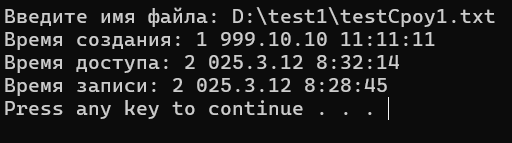 Введите имя файла: D:\test1\testCpoy1.txt
Время создания: 1 999.10.10 11:11:11
Время доступа: 2 025.3.12 8:32:14
Время записи: 2 025.3.12 8:28:45
Press any key to continue . . .